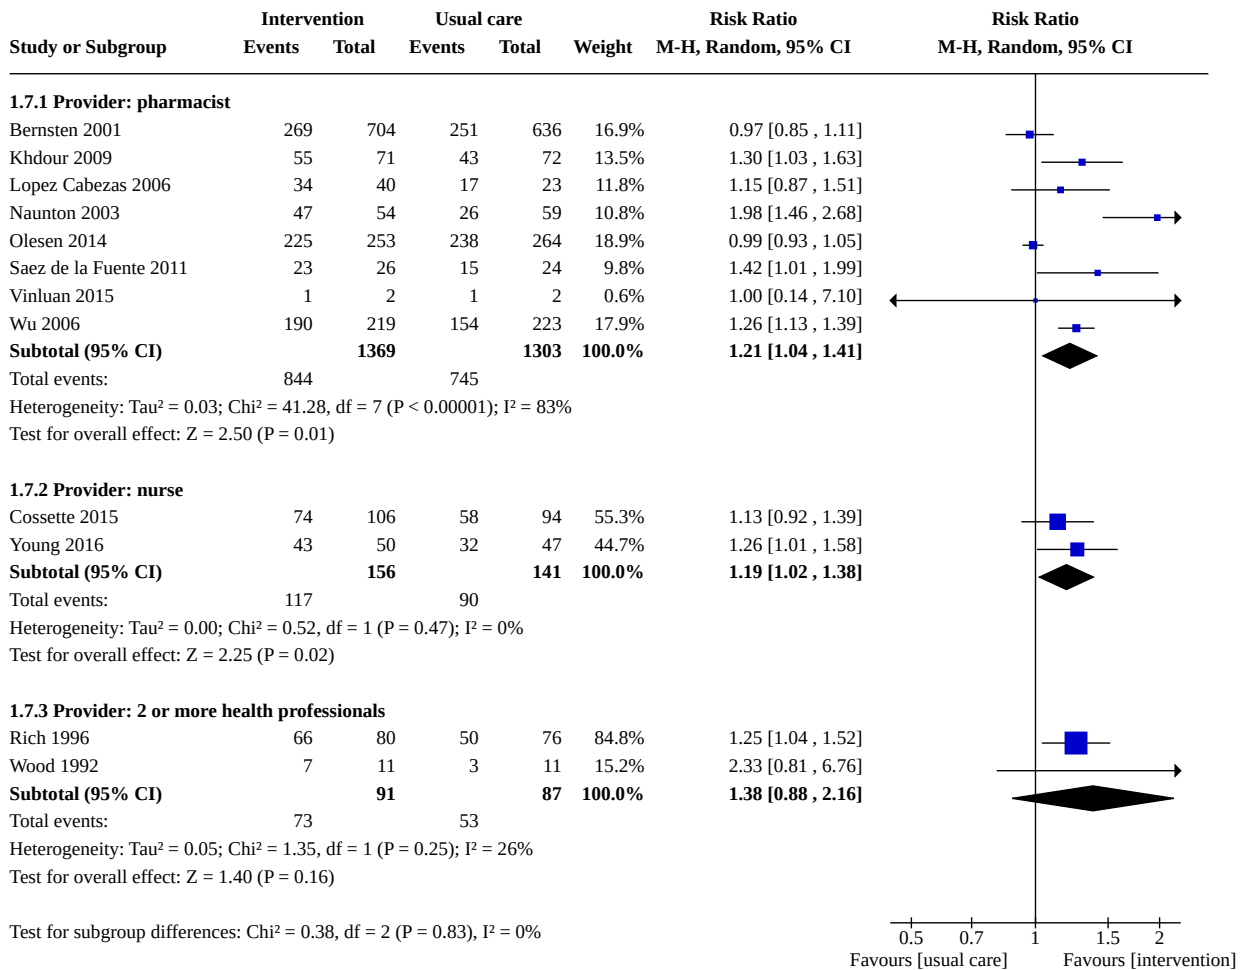 Intervention Usual care Risk Ratio Risk Ratio
Study or Subgroup Events Total Events Total Weight M-H, Random, 95% CI M-H, Random, 95% CI
1.7.1 Provider: pharmacist
Bernsten 2001 269 704 251 636 16.9% 0.97 [0.85 , 1.11]
Khdour 2009 55 71 43 72 13.5% 1.30 [1.03 , 1.63]
Lopez Cabezas 2006 34 40 17 23 11.8% 1.15 [0.87 , 1.51]
Naunton 2003 47 54 26 59 10.8% 1.98 [1.46 , 2.68]
Olesen 2014 225 253 238 264 18.9% 0.99 [0.93 , 1.05]
Saez de la Fuente 2011 23 26 15 24 9.8% 1.42 [1.01 , 1.99]
Vinluan 2015 1 2 1 2 0.6% 1.00 [0.14 , 7.10]
Wu 2006 190 219 154 223 17.9% 1.26 [1.13 , 1.39]
Subtotal (95% CI) 1369 1303 100.0% 1.21 [1.04 , 1.41]
Total events: 844 745
Heterogeneity: Tau² = 0.03; Chi² = 41.28, df = 7 (P < 0.00001); I² = 83%
Test for overall effect: Z = 2.50 (P = 0.01)
1.7.2 Provider: nurse
Cossette 2015 74 106 58 94 55.3% 1.13 [0.92 , 1.39]
Young 2016 43 50 32 47 44.7% 1.26 [1.01 , 1.58]
Subtotal (95% CI) 156 141 100.0% 1.19 [1.02 , 1.38]
Total events: 117 90
Heterogeneity: Tau² = 0.00; Chi² = 0.52, df = 1 (P = 0.47); I² = 0%
Test for overall effect: Z = 2.25 (P = 0.02)
1.7.3 Provider: 2 or more health professionals
Rich 1996 66 80 50 76 84.8% 1.25 [1.04 , 1.52]
Wood 1992 7 11 3 11 15.2% 2.33 [0.81 , 6.76]
Subtotal (95% CI) 91 87 100.0% 1.38 [0.88 , 2.16]
Total events: 73 53
Heterogeneity: Tau² = 0.05; Chi² = 1.35, df = 1 (P = 0.25); I² = 26%
Test for overall effect: Z = 1.40 (P = 0.16)
Test for subgroup differences: Chi² = 0.38, df = 2 (P = 0.83), I² = 0%
0.5 0.7 1 1.5 2
Favours [usual care] Favours [intervention]